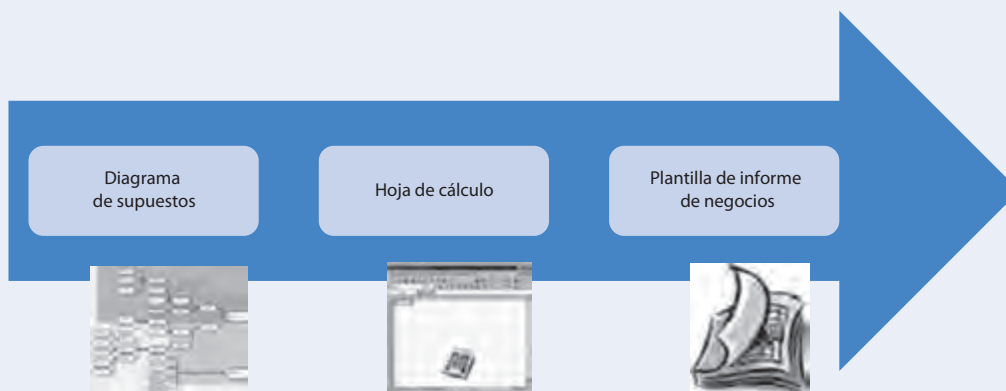 Diagrama
de supuestos
Hoja de cálculo
Plantilla de informe
de negocios